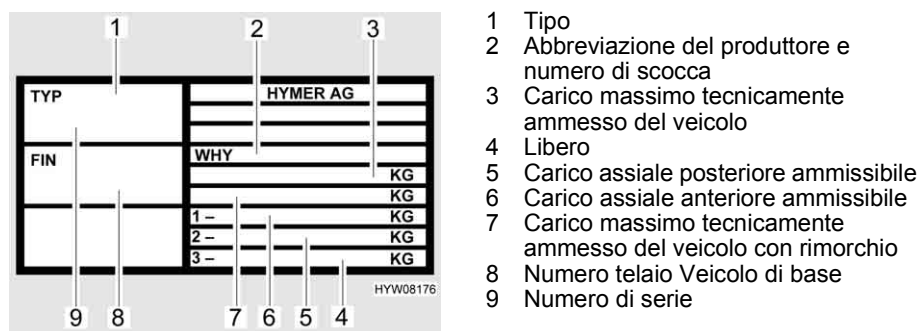 1 2 3
TYP
HYMER AG
FIN
WHY
KG
KG
1 – KG
2 – KG
3 – KG
HYW08176
9 8 7 6 5 4
1 Tipo
2 Abbreviazione del produttore e
numero di scocca
3 Carico massimo tecnicamente
ammesso del veicolo
4 Libero
5 Carico assiale posteriore ammissibile
6 Carico assiale anteriore ammissibile
7 Carico massimo tecnicamente
ammesso del veicolo con rimorchio
8 Numero telaio Veicolo di base
9 Numero di serie